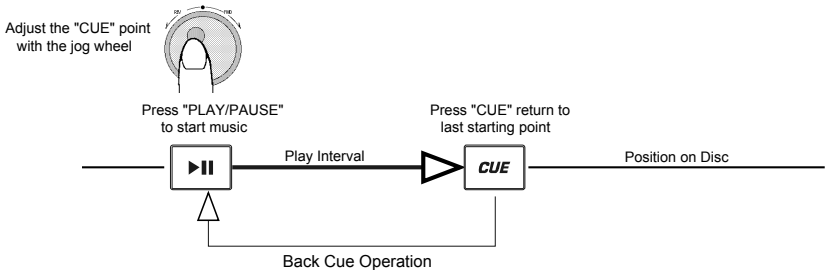 REV
FWD
Adjust the "CUE" point
with the jog wheel
Press "PLAY/PAUSE"
to start music
Press "CUE" return to
last starting point
Play Interval
CUE
Position on Disc
Back Cue Operation